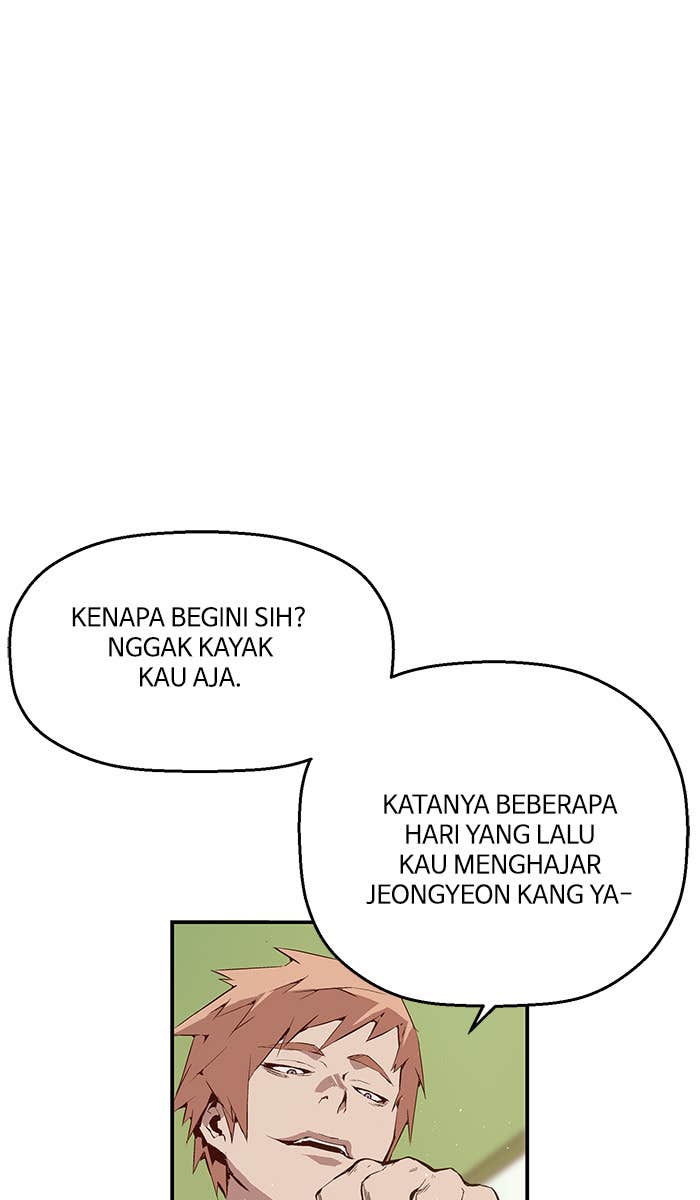 KENAPA BEGINI SIH?
NGGAK KAYAK
KAU AJA.
KATANYA BEBERAPA
HARI YANG LALU
KAU MENGHAJAR
JEONGYEON KANG YA-